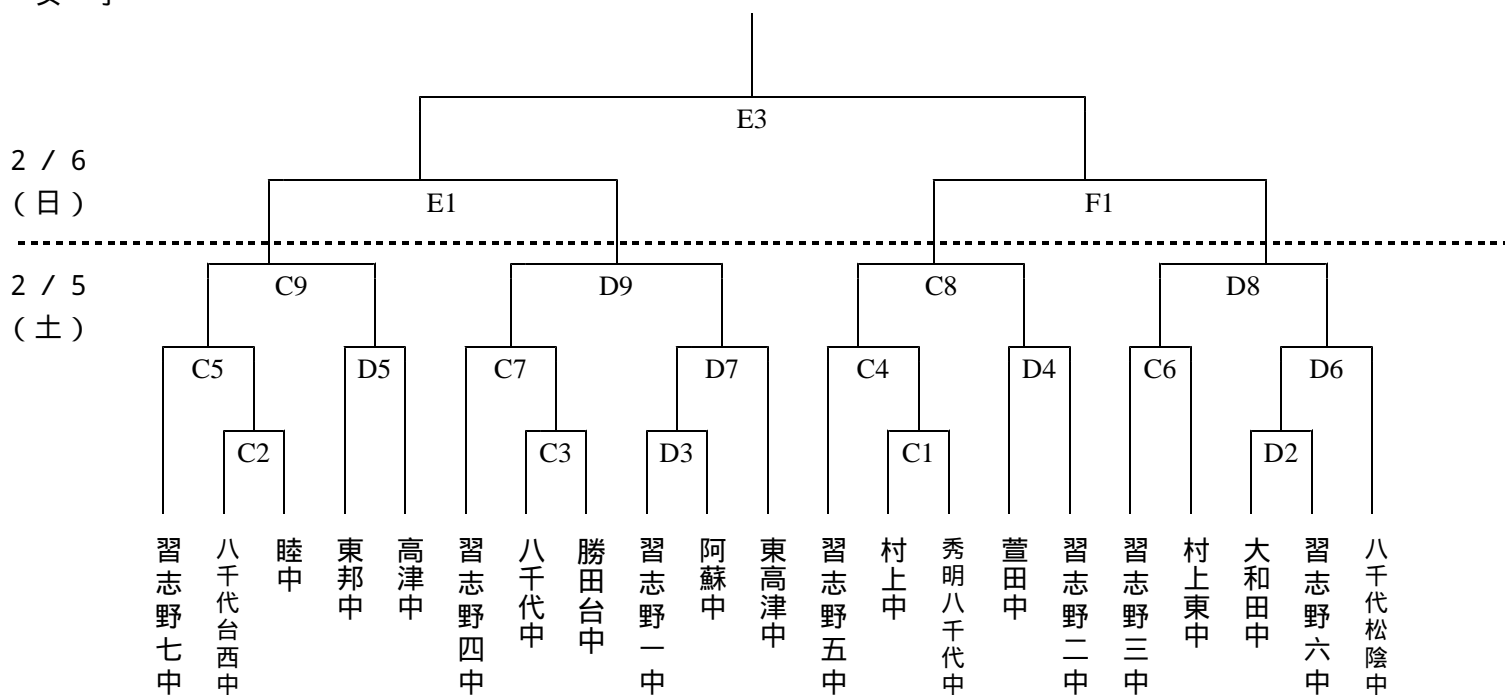 E3
2 / 6
(日)
E1
F1
2 / 5
(土)
C9
D9
C8
D8
C5
D5
C7
D7
C4
D4
C6
D6
C2
C3
D3
C1
D2
習志野七中
八千代台西中
睦中
東邦中
高津中
習志野四中
八千代中
勝田台中
習志野一中
阿蘇中
東高津中
習志野五中
村上中
秀明八千代中
萱田中
習志野二中
習志野三中
村上東中
大和田中
習志野六中
八千代松陰中